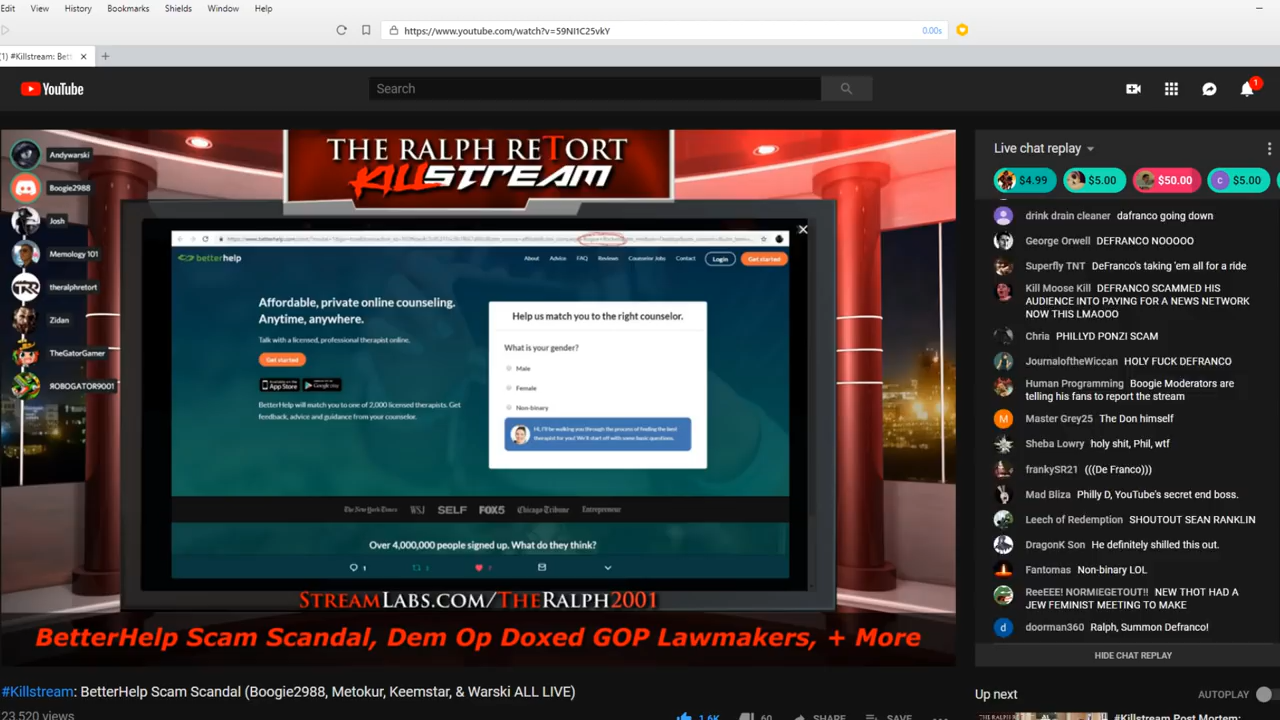 Edit View History Bookmarks Shields Window Help
https://www.youtube.com/watch?v=59NI1C25vkY
0.00s
(1) #Killstream: Bett
YouTube
Search
1
THE RALPH RETORT
KILLSTREAM
Andywarski
Boogie2988
Josh
Memology 101
theralphretort
Zidan
TheGatorGamer
ЯOBOGATOR9001
betterhelp
About Advice FAQ Reviews Counselor Jobs Contact Login Get started
Affordable, private online counseling.
Anytime, anywhere.
Talk with a licensed, professional therapist online.
Get started
Available on the App Store
Google play
BetterHelp will match you to one of 2,000 licensed therapists. Get
feedback, advice and guidance from your counselor.
Help us match you to the right counselor.
What is your gender?
Male
Female
Non-binary
Hi, I'll be walking you through the process of finding the best
therapist for you! We'll start off with some basic questions.
The New York Times WSJ SELF FOX5 Chicago Tribune Entrepreneur
Over 4,000,000 people signed up. What do they think?
STREAMLABS.COM/THERALPH2001
BetterHelp Scam Scandal, Dem Op Doxed GOP Lawmakers, + More
#Killstream: BetterHelp Scam Scandal (Boogie2988, Metokur, Keemstar, & Warski ALL LIVE)
23,520 views
1.6K 60 SHARE SAVE
Live chat replay
$4.99 $5.00 $50.00 C $5.00
drink drain cleaner dafranco going down
George Orwell DEFRANCO NOOOOO
Superfly TNT DeFranco's taking 'em all for a ride
Kill Moose Kill DEFRANCO SCAMMED HIS
AUDIENCE INTO PAYING FOR A NEWS NETWORK
NOW THIS LMAOOO
Chria PHILLYD PONZI SCAM
JournaloftheWiccan HOLY FUCK DEFRANCO
Human Programming Boogie Moderators are
telling his fans to report the stream
M Master Grey25 The Don himself
Sheba Lowry holy shit, Phil, wtf
frankySR21 (((De Franco)))
Mad Bliza Philly D, YouTube's secret end boss.
Leech of Redemption SHOUTOUT SEAN RANKLIN
DragonK Son He definitely shilled this out.
Fantomas Non-binary LOL
ReeEEE! NORMIEGETOUT!! NEW THOT HAD A
JEW FEMINIST MEETING TO MAKE
d doorman360 Ralph, Summon Defranco!
HIDE CHAT REPLAY
Up next
AUTOPLAY
#Killstream Post Mortem: